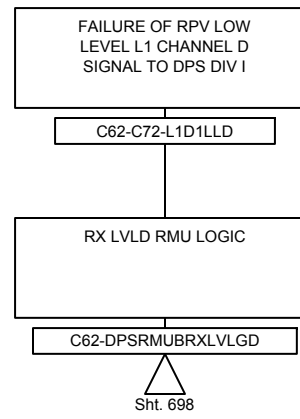 FAILURE OF RPV LOW
LEVEL L1 CHANNEL D
SIGNAL TO DPS DIV I
C62-C72-L1D1LLD
RX LVLD RMU LOGIC
C62-DPSRMUBRXLVLGD
Sht. 698